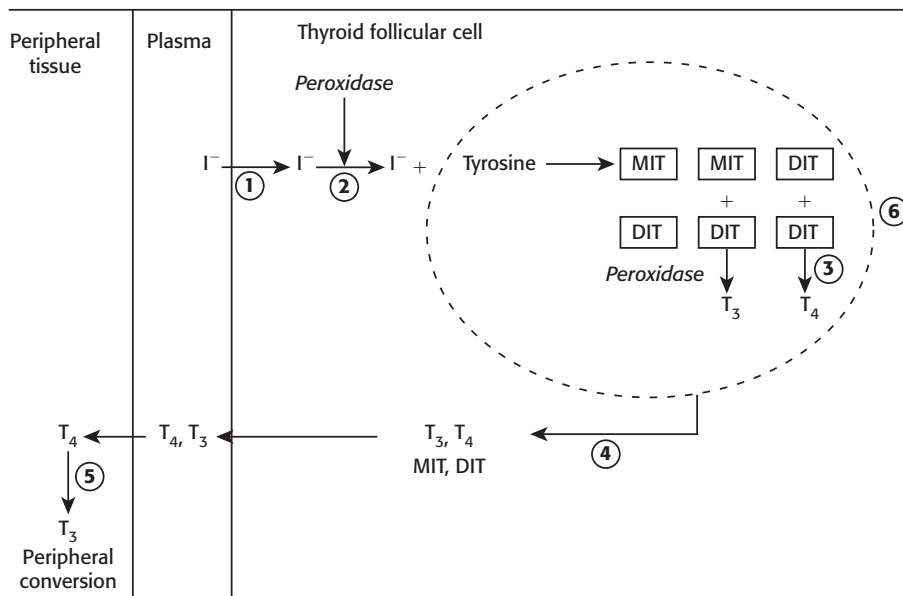 Peripheral
tissue
Plasma
Thyroid follicular cell
Peroxidase
I⁻ ① I⁻ ② I⁻ + Tyrosine MIT MIT DIT
+ +
⑥
DIT DIT DIT
Peroxidase ③
T₃ T₄
T₄ T₄, T₃ T₃, T₄ ④
MIT, DIT
⑤
T₃
Peripheral
conversion